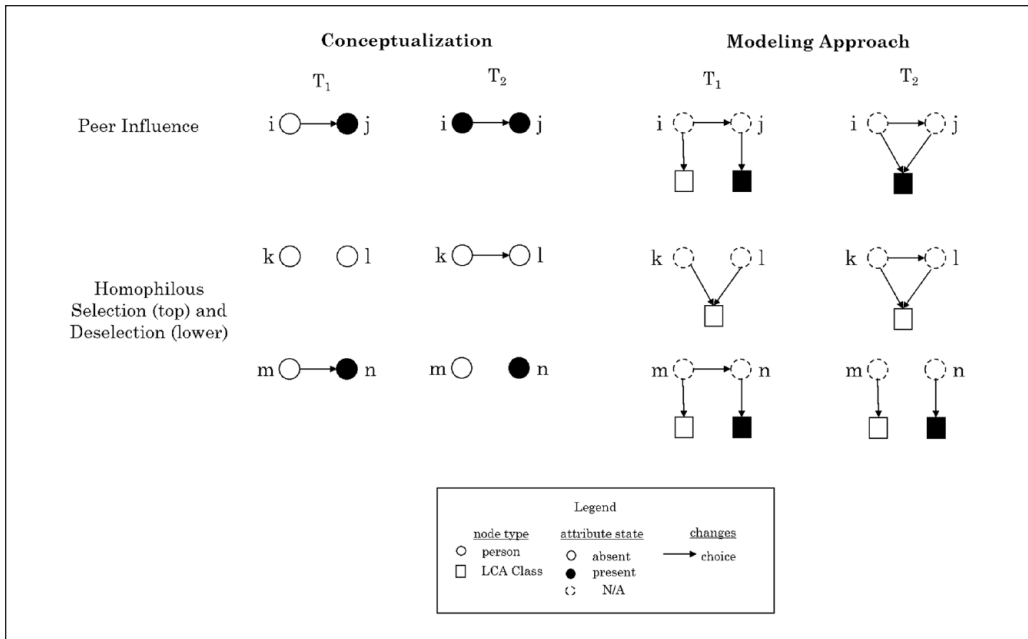 Conceptualization Modeling Approach
T1 T2 T1 T2
Peer Influence i j i j i j i j
k l k l k l k l
Homophilous
Selection (top) and
Deselection (lower)
m n m n m n m n
Legend
node type attribute state changes
person absent choice
LCA Class present
N/A